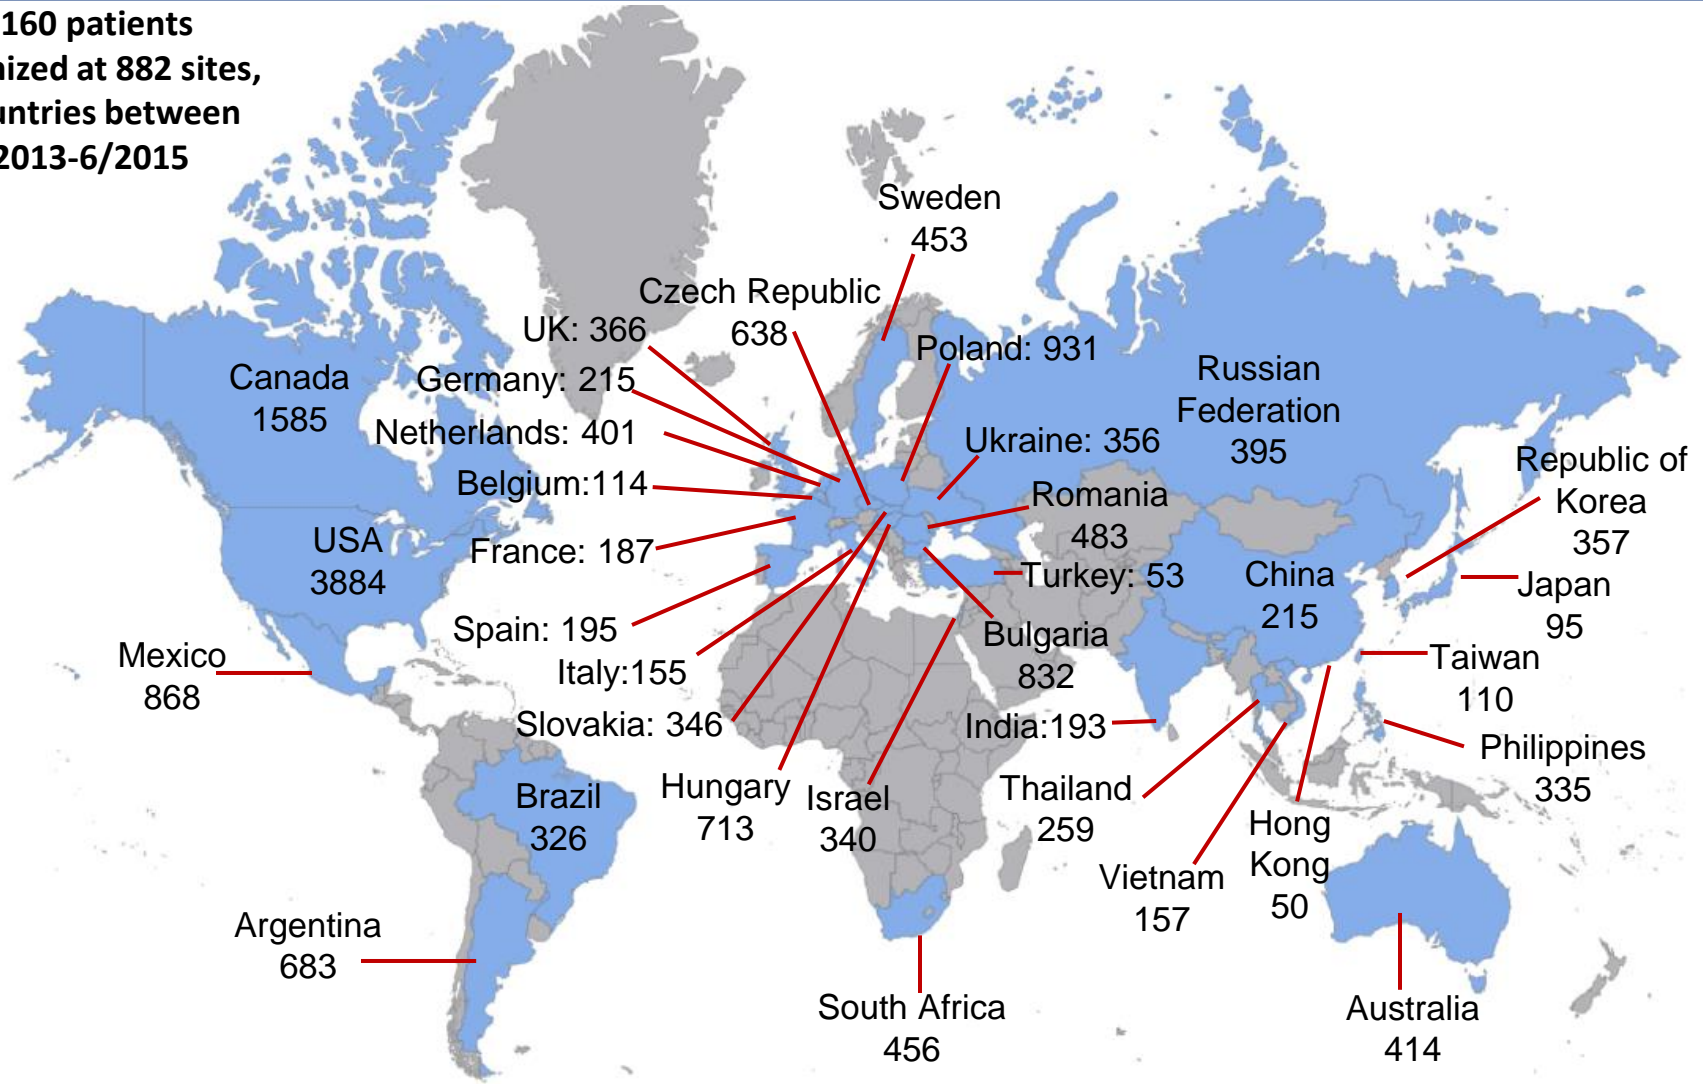 160 patients
at 882 sites,
between
2013-6/2015
Sweden
453
Czech Republic
638
UK: 366
Poland: 931
Germany: 215
Canada
1585
Russian
Federation
395
Netherlands: 401
Ukraine: 356
Republic of
Korea
357
Belgium:114
Romania
483
USA
3884
France: 187
Turkey: 53
China
215
Japan
95
Spain: 195
Bulgaria
832
Mexico
868
Italy:155
Taiwan
110
Slovakia: 346
India:193
Philippines
335
Hungary
713
Israel
340
Thailand
259
Brazil
326
Hong
Kong
50
Vietnam
157
Argentina
683
South Africa
456
Australia
414